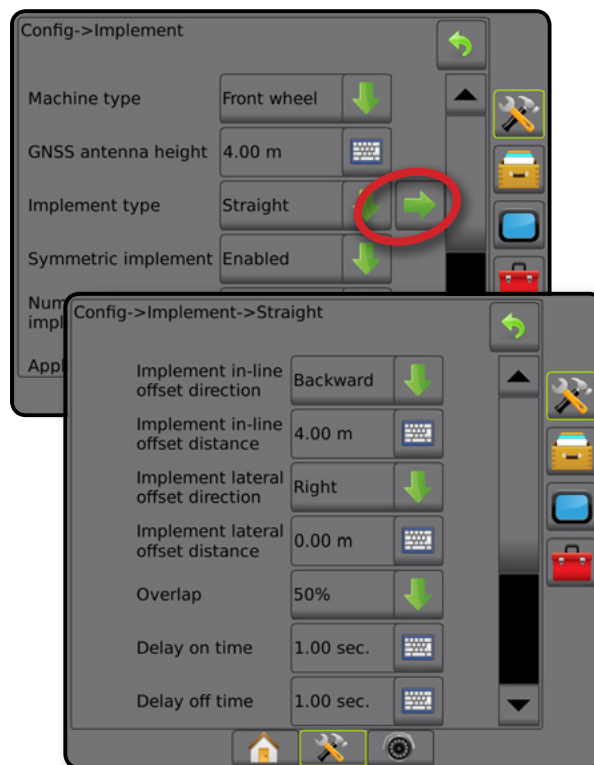 Config->Implement
Machine type
Front wheel
GNSS antenna height
4.00 m
Implement type
Straight
Symmetric implement
Enabled
Config->Implement->Straight
Implement in-line
offset direction
Backward
Implement in-line
offset distance
4.00 m
Implement lateral
offset direction
Right
Implement lateral
offset distance
0.00 m
Overlap
50%
Delay on time
1.00 sec.
Delay off time
1.00 sec.